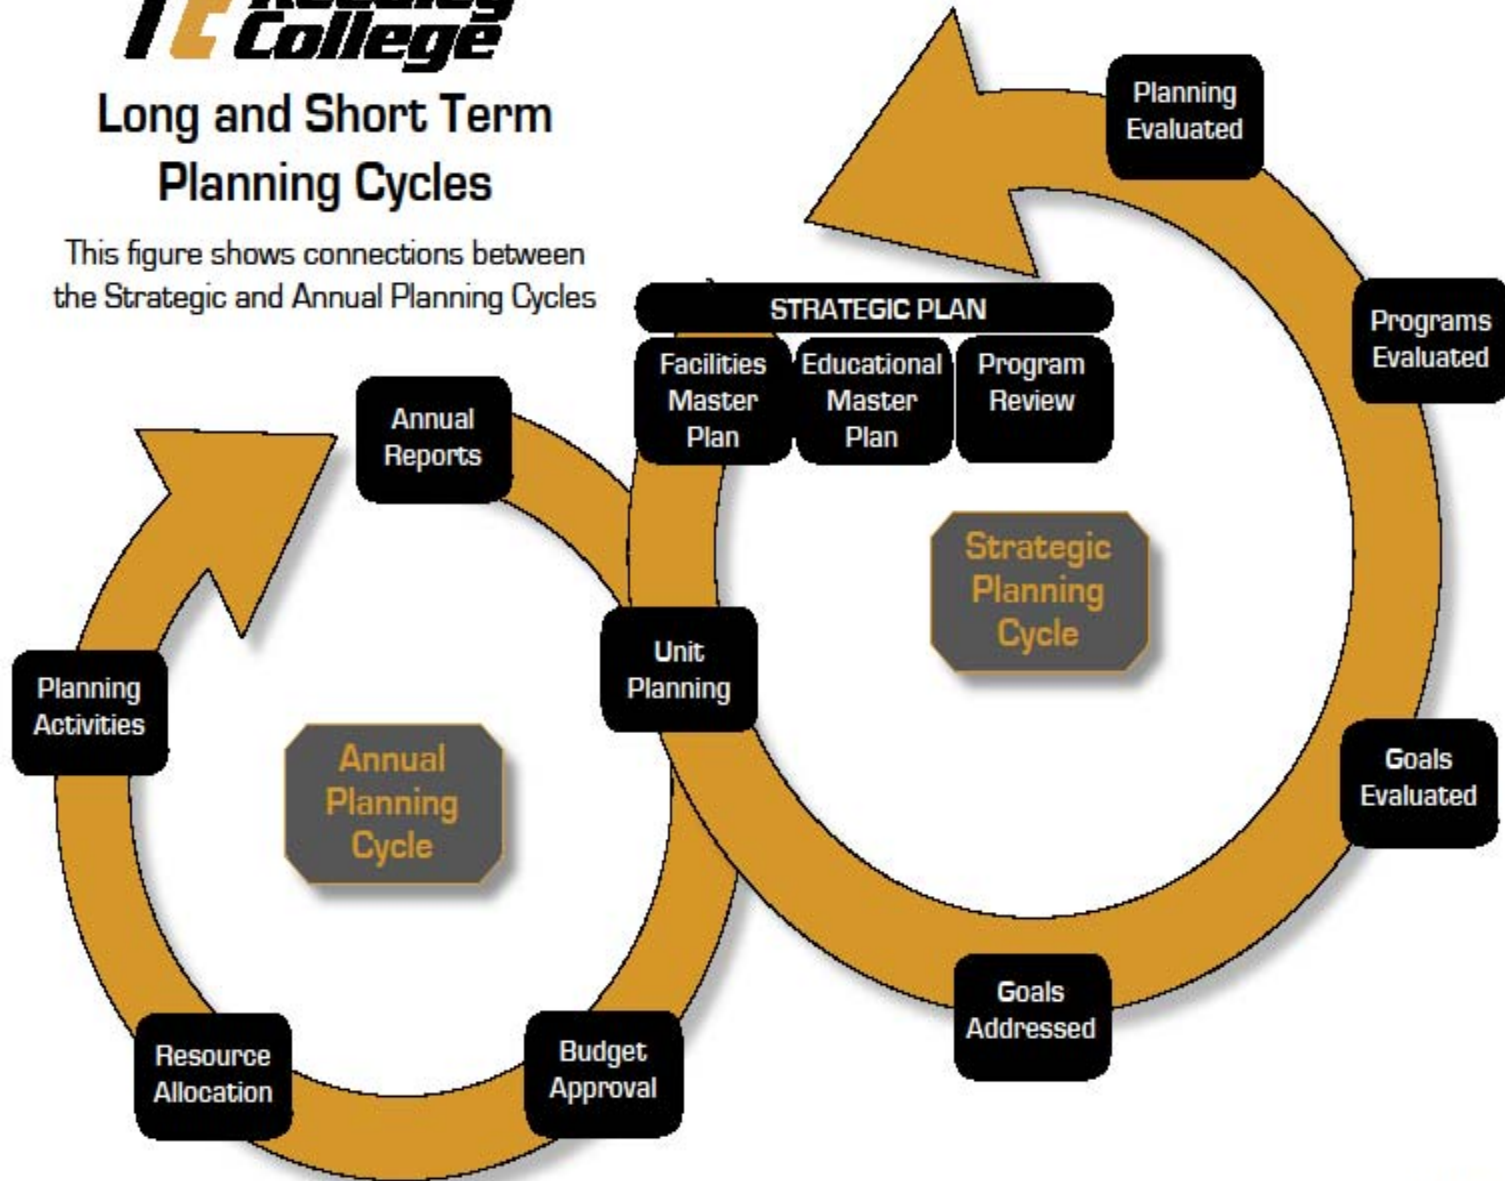 College
Long and Short Term
Planning Cycles
This figure shows connections between
the Strategic and Annual Planning Cycles
Planning
Evaluated
Programs
Evaluated
STRATEGIC PLAN
Facilities
Master
Plan
Educational
Master
Plan
Program
Review
Annual
Reports
Strategic
Planning
Cycle
Unit
Planning
Planning
Activities
Annual
Planning
Cycle
Goals
Evaluated
Goals
Addressed
Resource
Allocation
Budget
Approval